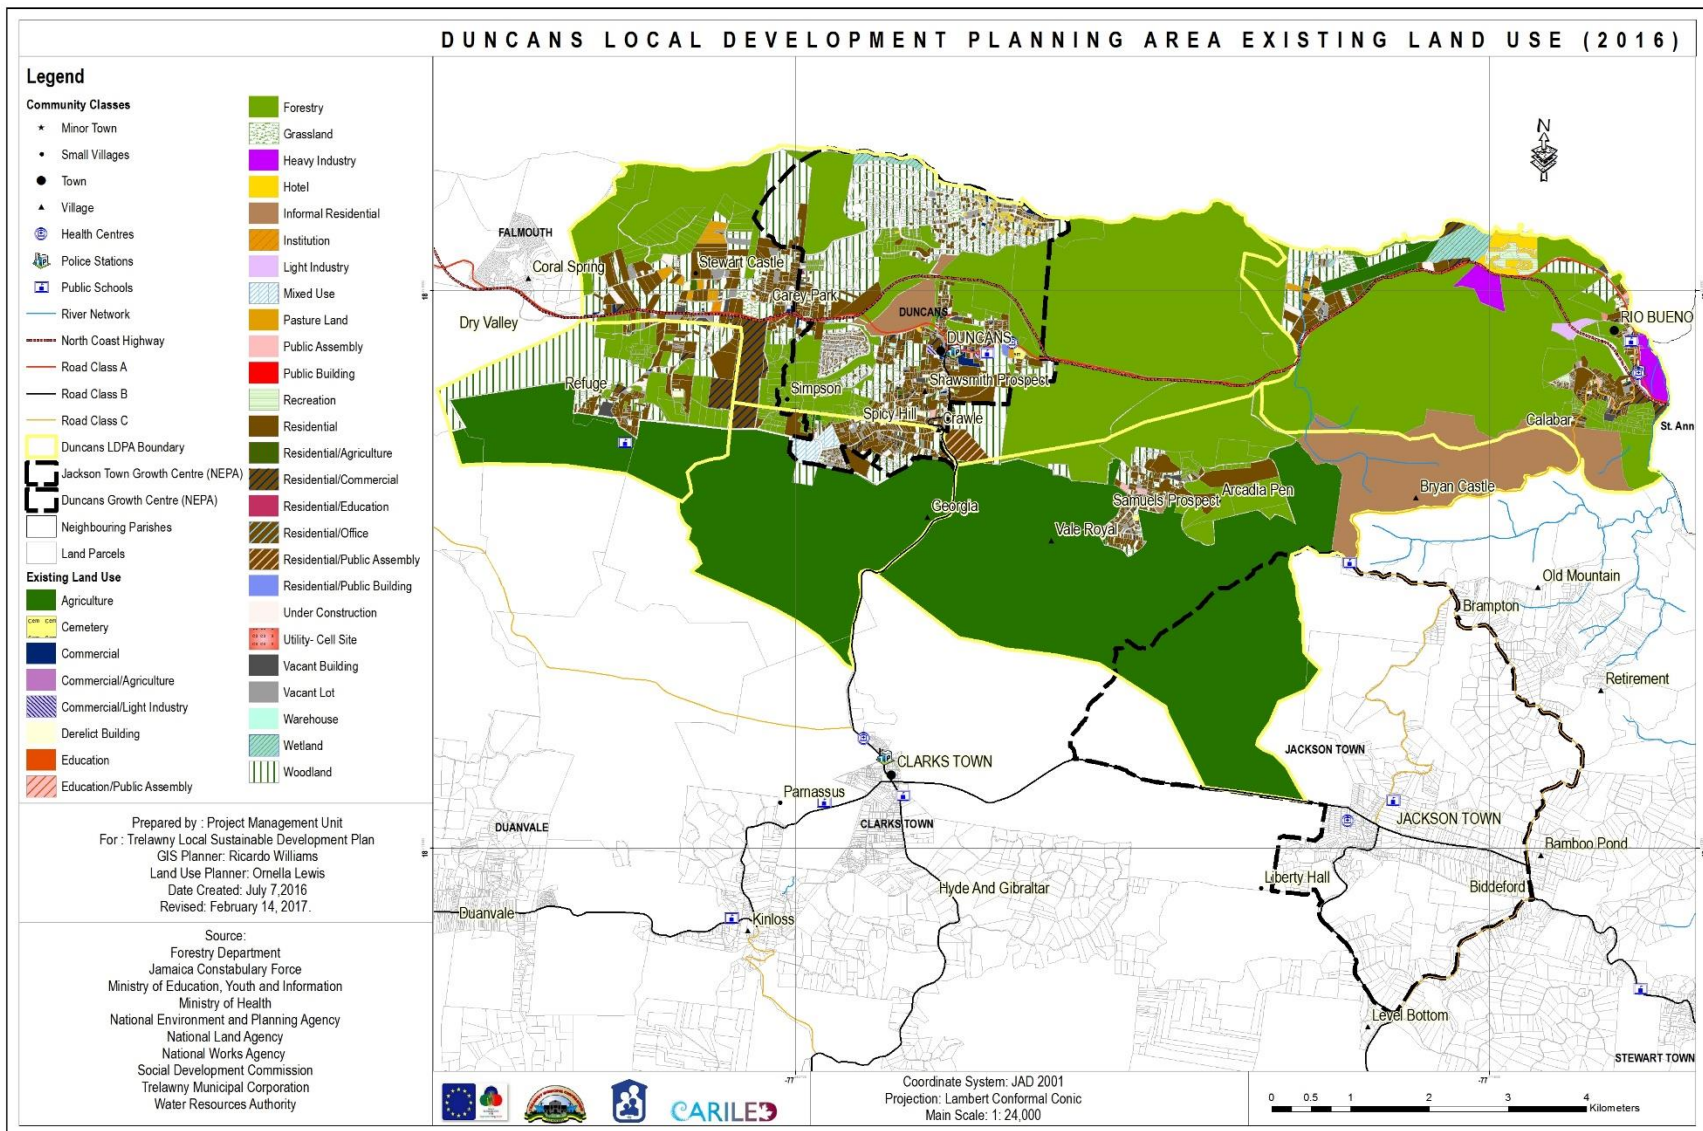 DUNCANS LOCAL DEVELOPMENT PLANNING AREA EXISTING LAND USE (2016)
Legend
Community Classes
Minor Town
Small Villages
Town
Village
Health Centres
Police Stations
Public Schools
River Network
North Coast Highway
Road Class A
Road Class B
Road Class C
Duncans LDPA Boundary
Jackson Town Growth Centre (NEPA)
Duncans Growth Centre (NEPA)
Neighbouring Parishes
Land Parcels
Existing Land Use
Agriculture
Cemetery
Commercial
Commercial/Agriculture
Commercial/Light Industry
Derelict Building
Education
Education/Public Assembly
Forestry
Grassland
Heavy Industry
Hotel
Informal Residential
Institution
Light Industry
Mixed Use
Pasture Land
Public Assembly
Public Building
Recreation
Residential
Residential/Agriculture
Residential/Commercial
Residential/Education
Residential/Office
Residential/Public Assembly
Residential/Public Building
Under Construction
Utility- Cell Site
Vacant Building
Vacant Lot
Warehouse
Wetland
Woodland
Prepared by : Project Management Unit
For : Trelawny Local Sustainable Development Plan
GIS Planner: Ricardo Williams
Land Use Planner: Ornella Lewis
Date Created: July 7,2016
Revised: February 14, 2017.
Source:
Forestry Department
Jamaica Constabulary Force
Ministry of Education, Youth and Information
Ministry of Health
National Environment and Planning Agency
National Land Agency
National Works Agency
Social Development Commission
Trelawny Municipal Corporation
Water Resources Authority
N
FALMOUTH
Coral Spring
Stewart Castle
Carey Park
Dry Valley
DUNCANS
DUNCANS
RIO BUENO
Refuge
Simpson
Shawsmith Prospect
Spicy Hill
Crawle
Calabar
St. Ann
Georgia
Samuels Prospect
Arcadia Pen
Bryan Castle
Vale Royal
Old Mountain
Brampton
Retirement
JACKSON TOWN
CLARKS TOWN
Parnassus
DUANVALE
CLARKS TOWN
JACKSON TOWN
Bamboo Pond
Liberty Hall
Biddeford
Hyde And Gibraltar
Duanvale
Kinloss
Level Bottom
STEWART TOWN
18
18
-77
-77
CARILED
Coordinate System: JAD 2001
Projection: Lambert Conformal Conic
Main Scale: 1: 24,000
0 0.5 1 2 3 4
Kilometers